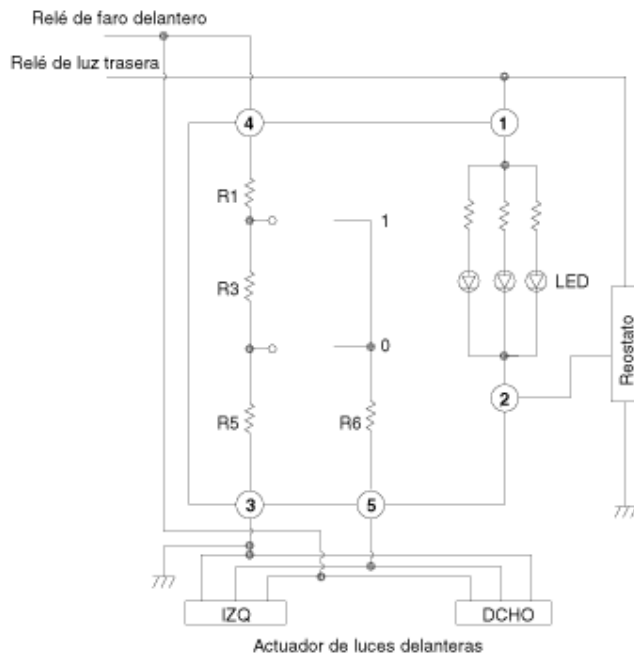 Relé de faro delantero
Relé de luz trasera
4
1
R1
1
R3
LED
0
Reostato
R5
R6
2
3
5
IZQ
DCHO
Actuador de luces delanteras